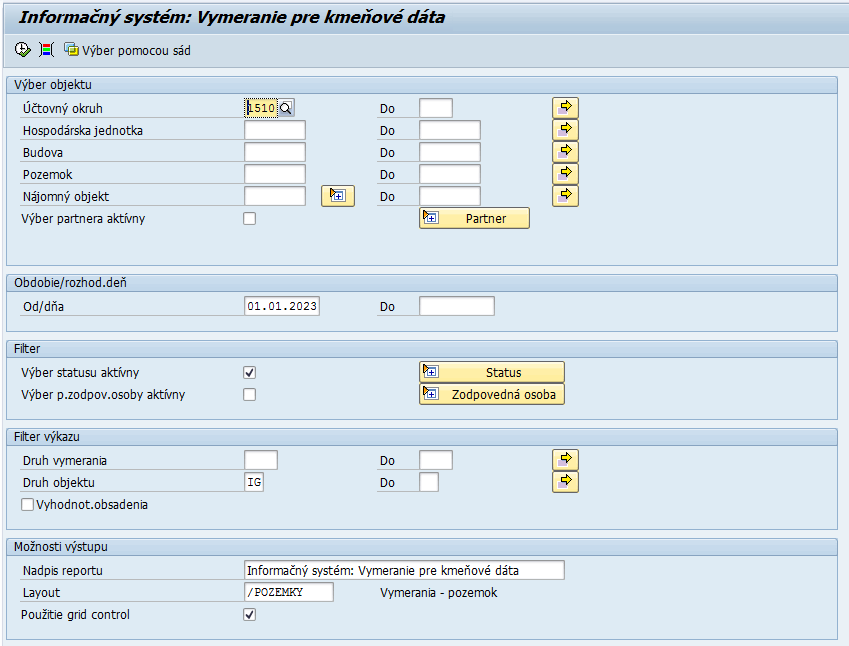 Informačný systém: Vymeranie pre kmeňové dáta
Výber pomocou sád
Výber objektu
Účtovný okruh 1510 Do
Hospodárska jednotka Do
Budova Do
Pozemok Do
Nájomný objekt Do
Výber partnera aktívny Partner
Obdobie/rozhod.deň
Od/dňa 01.01.2023 Do
Filter
Výber statusu aktívny Status
Výber p.zodpov.osoby aktívny Zodpovedná osoba
Filter výkazu
Druh vymerania Do
Druh objektu IG Do
Vyhodnot.obsadenia
Možnosti výstupu
Nadpis reportu Informačný systém: Vymeranie pre kmeňové dáta
Layout /POZEMKY Vymerania - pozemok
Použitie grid control